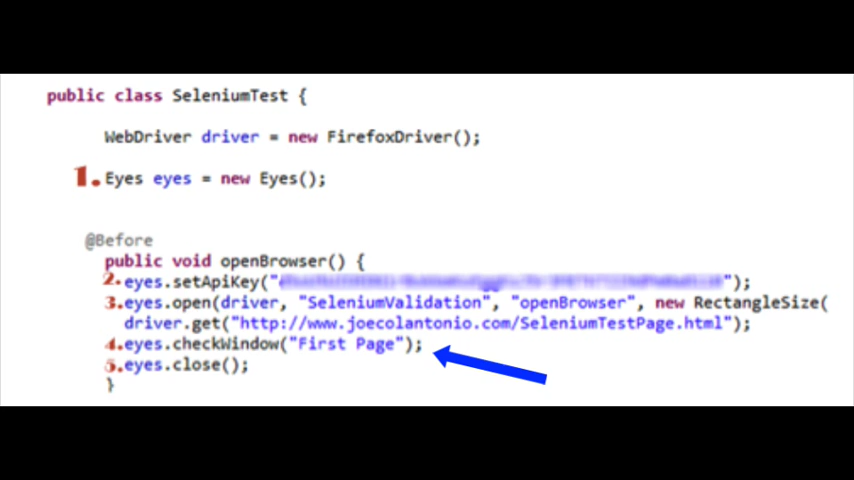 public class SeleniumTest {
WebDriver driver = new FirefoxDriver();
1. Eyes eyes = new Eyes();
@Before
public void openBrowser() {
2. eyes.setApiKey("");
3. eyes.open(driver, "SeleniumValidation", "openBrowser", new RectangleSize(
driver.get("http://www.joecolantonio.com/SeleniumTestPage.html");
4. eyes.checkWindow("First Page");
5. eyes.close();
}